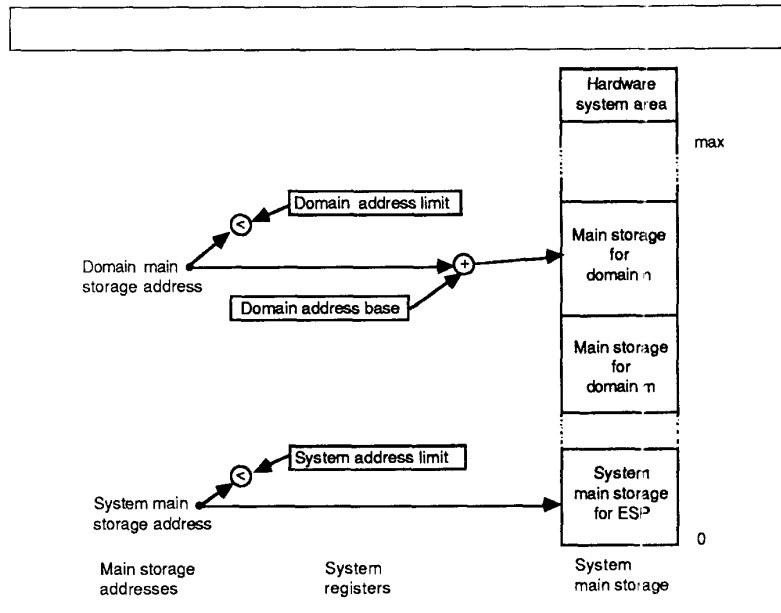 Hardware
system area
max
Domain address limit
<
Main storage
for
domain n
Domain main
storage address
+
Domain address base
Main storage
for
domain m
System address limit
<
System
main storage
for ESP
System main
storage address
0
Main storage
addresses
System
registers
System
main storage